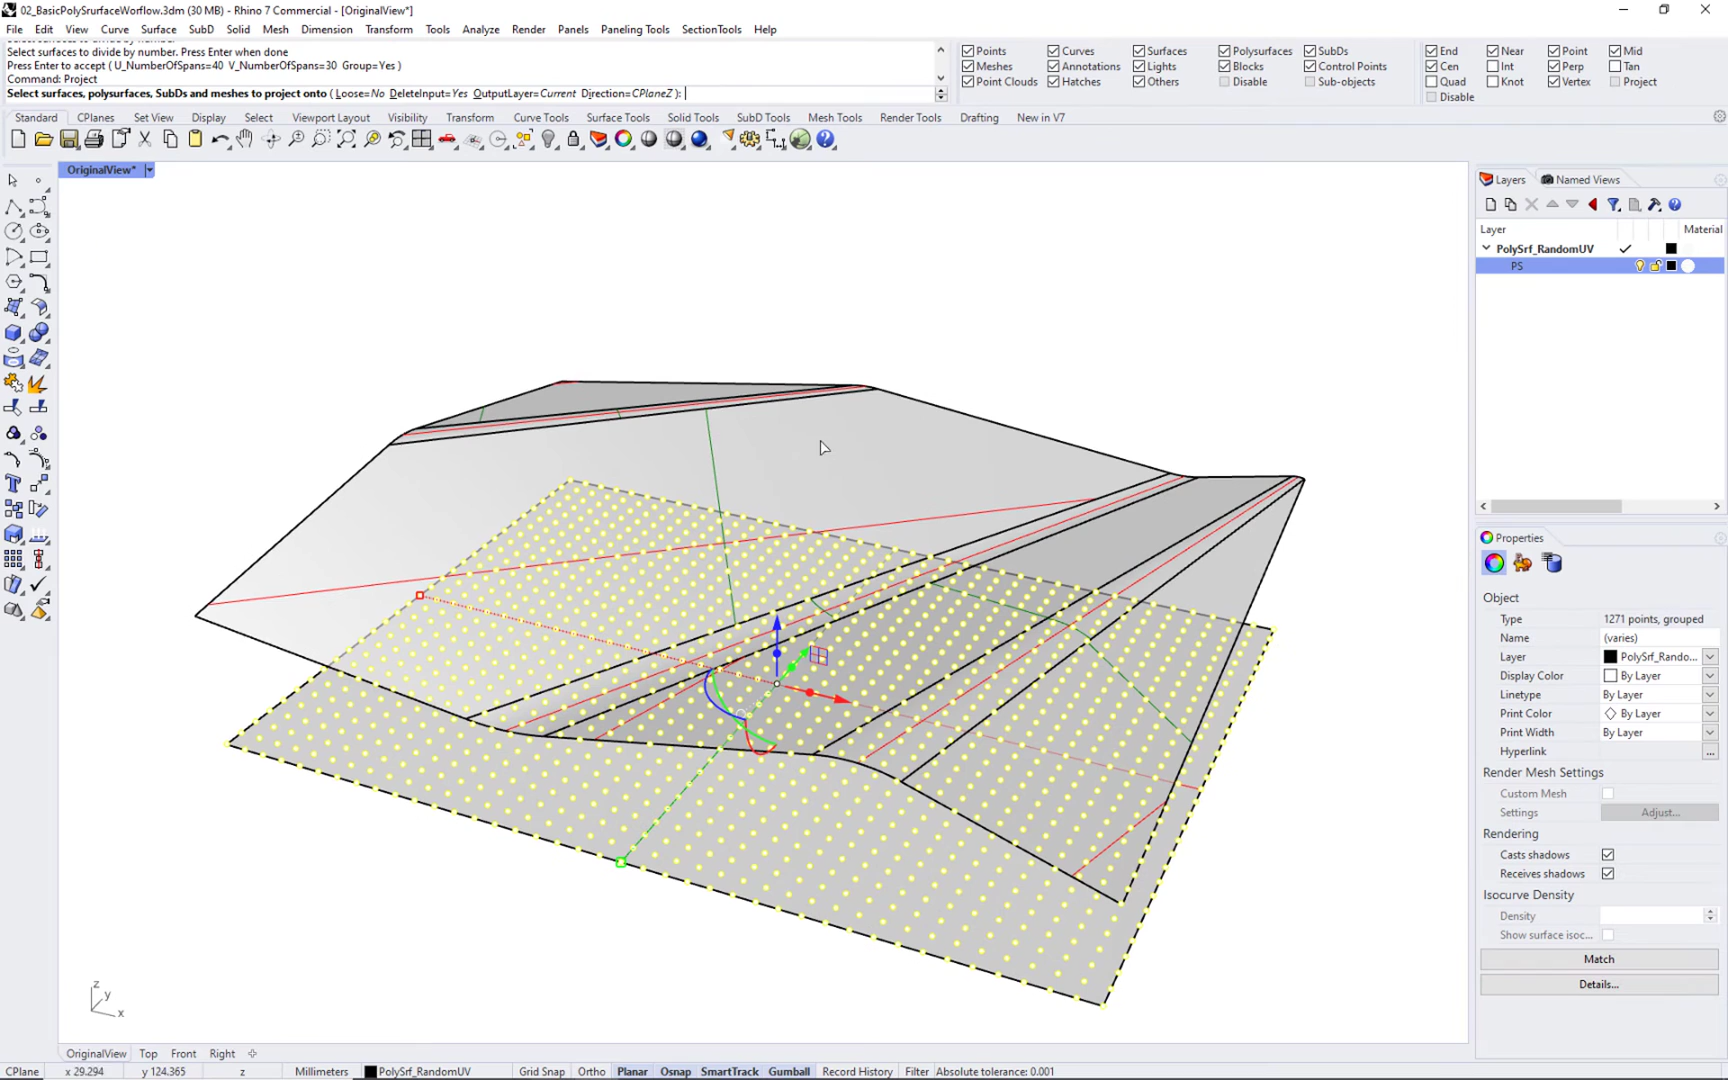 02_BasicPolySrurfaceWorflow.3dm (30 MB) - Rhino 7 Commercial - [OriginalView*]
File Edit View Curve Surface SubD Solid Mesh Dimension Transform Tools Analyze Render Panels Paneling Tools SectionTools Help
Select surfaces to divide by number. Press Enter when done
Press Enter to accept ( U_NumberOfSpans=40 V_NumberOfSpans=30 Group=Yes )
Command: Project
Select surfaces, polysurfaces, SubDs and meshes to project onto ( Loose=No DeleteInput=Yes OutputLayer=Current Direction=CPlaneZ ):
Points Curves Surfaces Polysurfaces SubDs
Meshes Annotations Lights Blocks Control Points
Point Clouds Hatches Others Disable Sub-objects
End Near Point Mid
Cen Int Perp Tan
Quad Knot Vertex Project
Disable
Standard CPlanes Set View Display Select Viewport Layout Visibility Transform Curve Tools Surface Tools Solid Tools SubD Tools Mesh Tools Render Tools Drafting New in V7
OriginalView*
Layers Named Views
Layer Material
PolySrf_RandomUV
PS
Properties
Object
Type 1271 points, grouped
Name (varies)
Layer PolySrf_Rando...
Display Color By Layer
Linetype By Layer
Print Color By Layer
Print Width By Layer
Hyperlink ...
Render Mesh Settings
Custom Mesh
Settings Adjust...
Rendering
Casts shadows
Receives shadows
Isocurve Density
Density
Show surface isoc...
Match
Details...
z
y
x
OriginalView Top Front Right
CPlane x 29.294 y 124.365 z Millimeters PolySrf_RandomUV Grid Snap Ortho Planar Osnap SmartTrack Gumball Record History Filter Absolute tolerance: 0.001